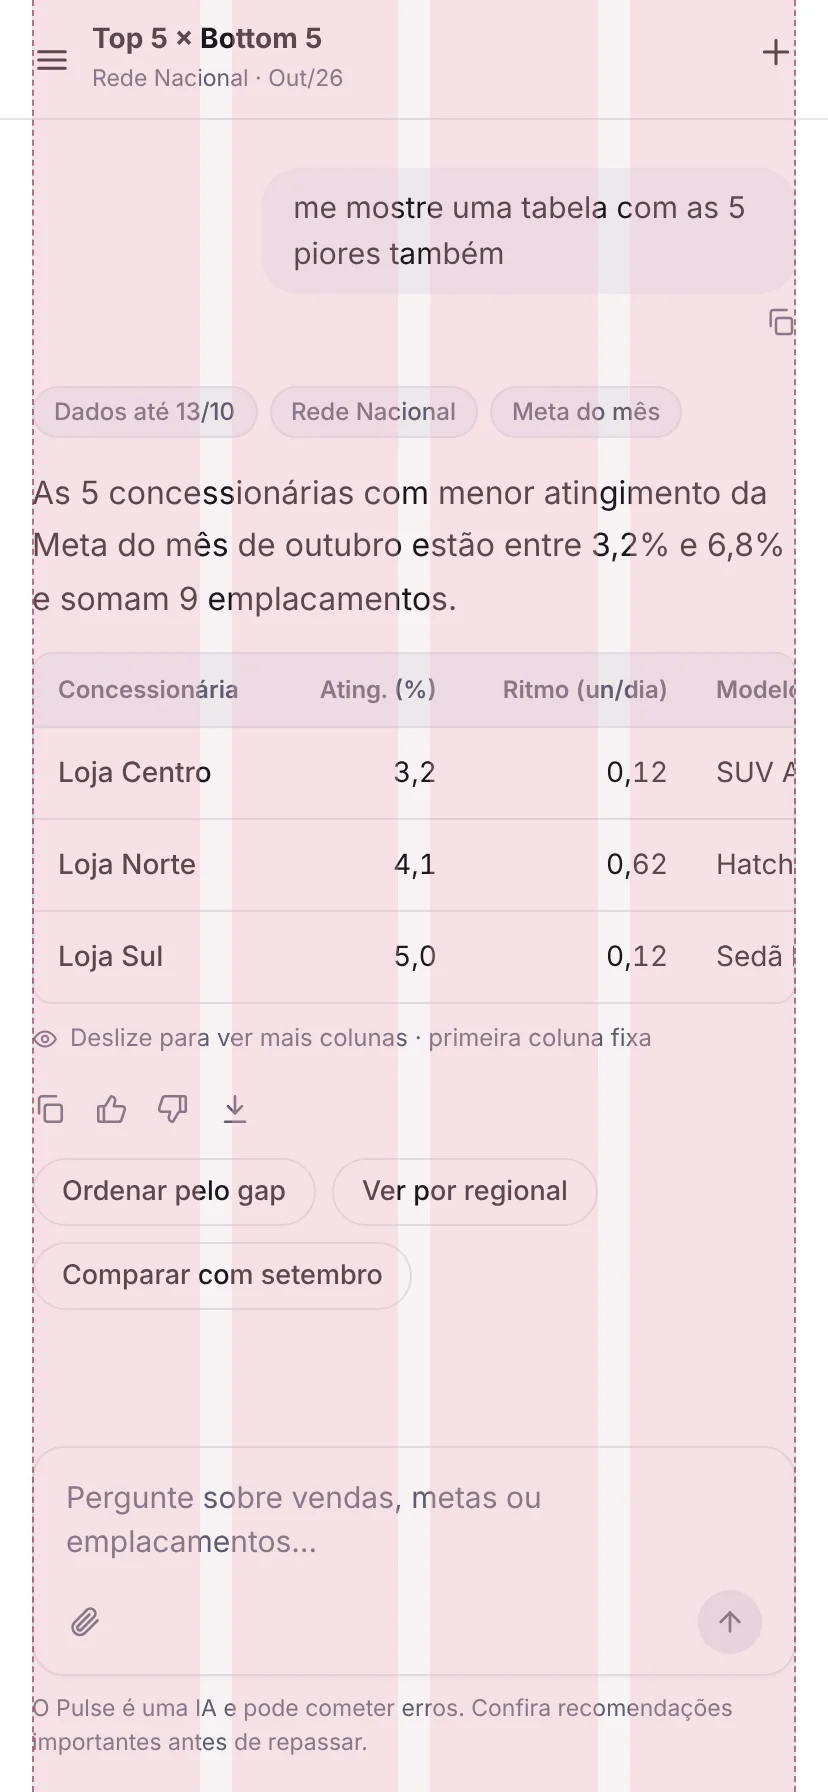 Top 5 × Bottom 5
Rede Nacional · Out/26
me mostre uma tabela com as 5
piores também
Dados até 13/10 Rede Nacional Meta do mês
As 5 concessionárias com menor atingimento da
Meta do mês de outubro estão entre 3,2% e 6,8%
e somam 9 emplacamentos.
Concessionária Ating. (%) Ritmo (un/dia) Modelo
Loja Centro 3,2 0,12 SUV A
Loja Norte 4,1 0,62 Hatch
Loja Sul 5,0 0,12 Sedã
Deslize para ver mais colunas · primeira coluna fixa
Ordenar pelo gap Ver por regional
Comparar com setembro
Pergunte sobre vendas, metas ou
emplacamentos...
O Pulse é uma IA e pode cometer erros. Confira recomendações
importantes antes de repassar.